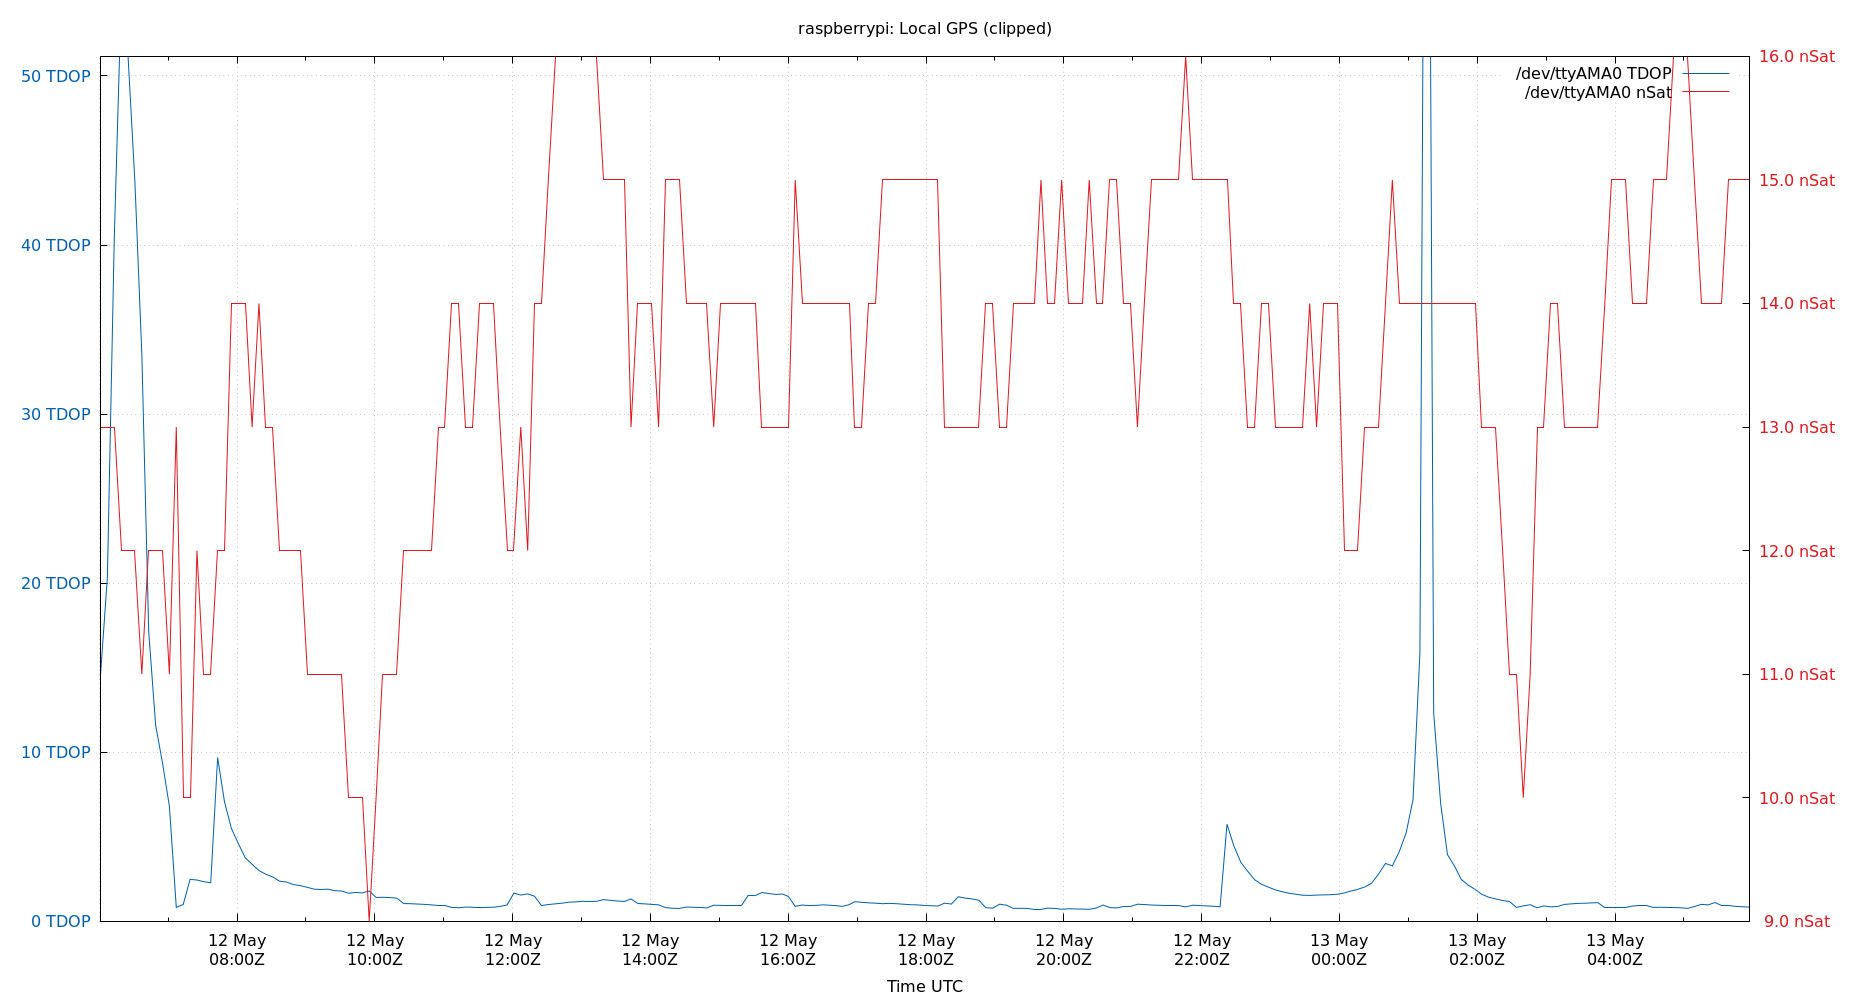 raspberrypi: Local GPS (clipped)
50 TDOP
40 TDOP
30 TDOP
20 TDOP
10 TDOP
0 TDOP
16.0 nSat
15.0 nSat
14.0 nSat
13.0 nSat
12.0 nSat
11.0 nSat
10.0 nSat
9.0 nSat
/dev/ttyAMA0 TDOP
/dev/ttyAMA0 nSat
12 May
08:00Z
12 May
10:00Z
12 May
12:00Z
12 May
14:00Z
12 May
16:00Z
12 May
18:00Z
12 May
20:00Z
12 May
22:00Z
13 May
00:00Z
13 May
02:00Z
13 May
04:00Z
Time UTC